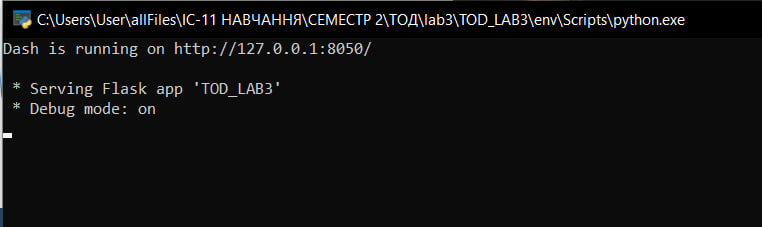 C:\Users\User\allFiles\ІС-11 НАВЧАННЯ\СЕМЕСТР 2\ТОД\lab3\TOD_LAB3\env\Scripts\python.exe
Dash is running on http://127.0.0.1:8050/
* Serving Flask app 'TOD_LAB3'
* Debug mode: on